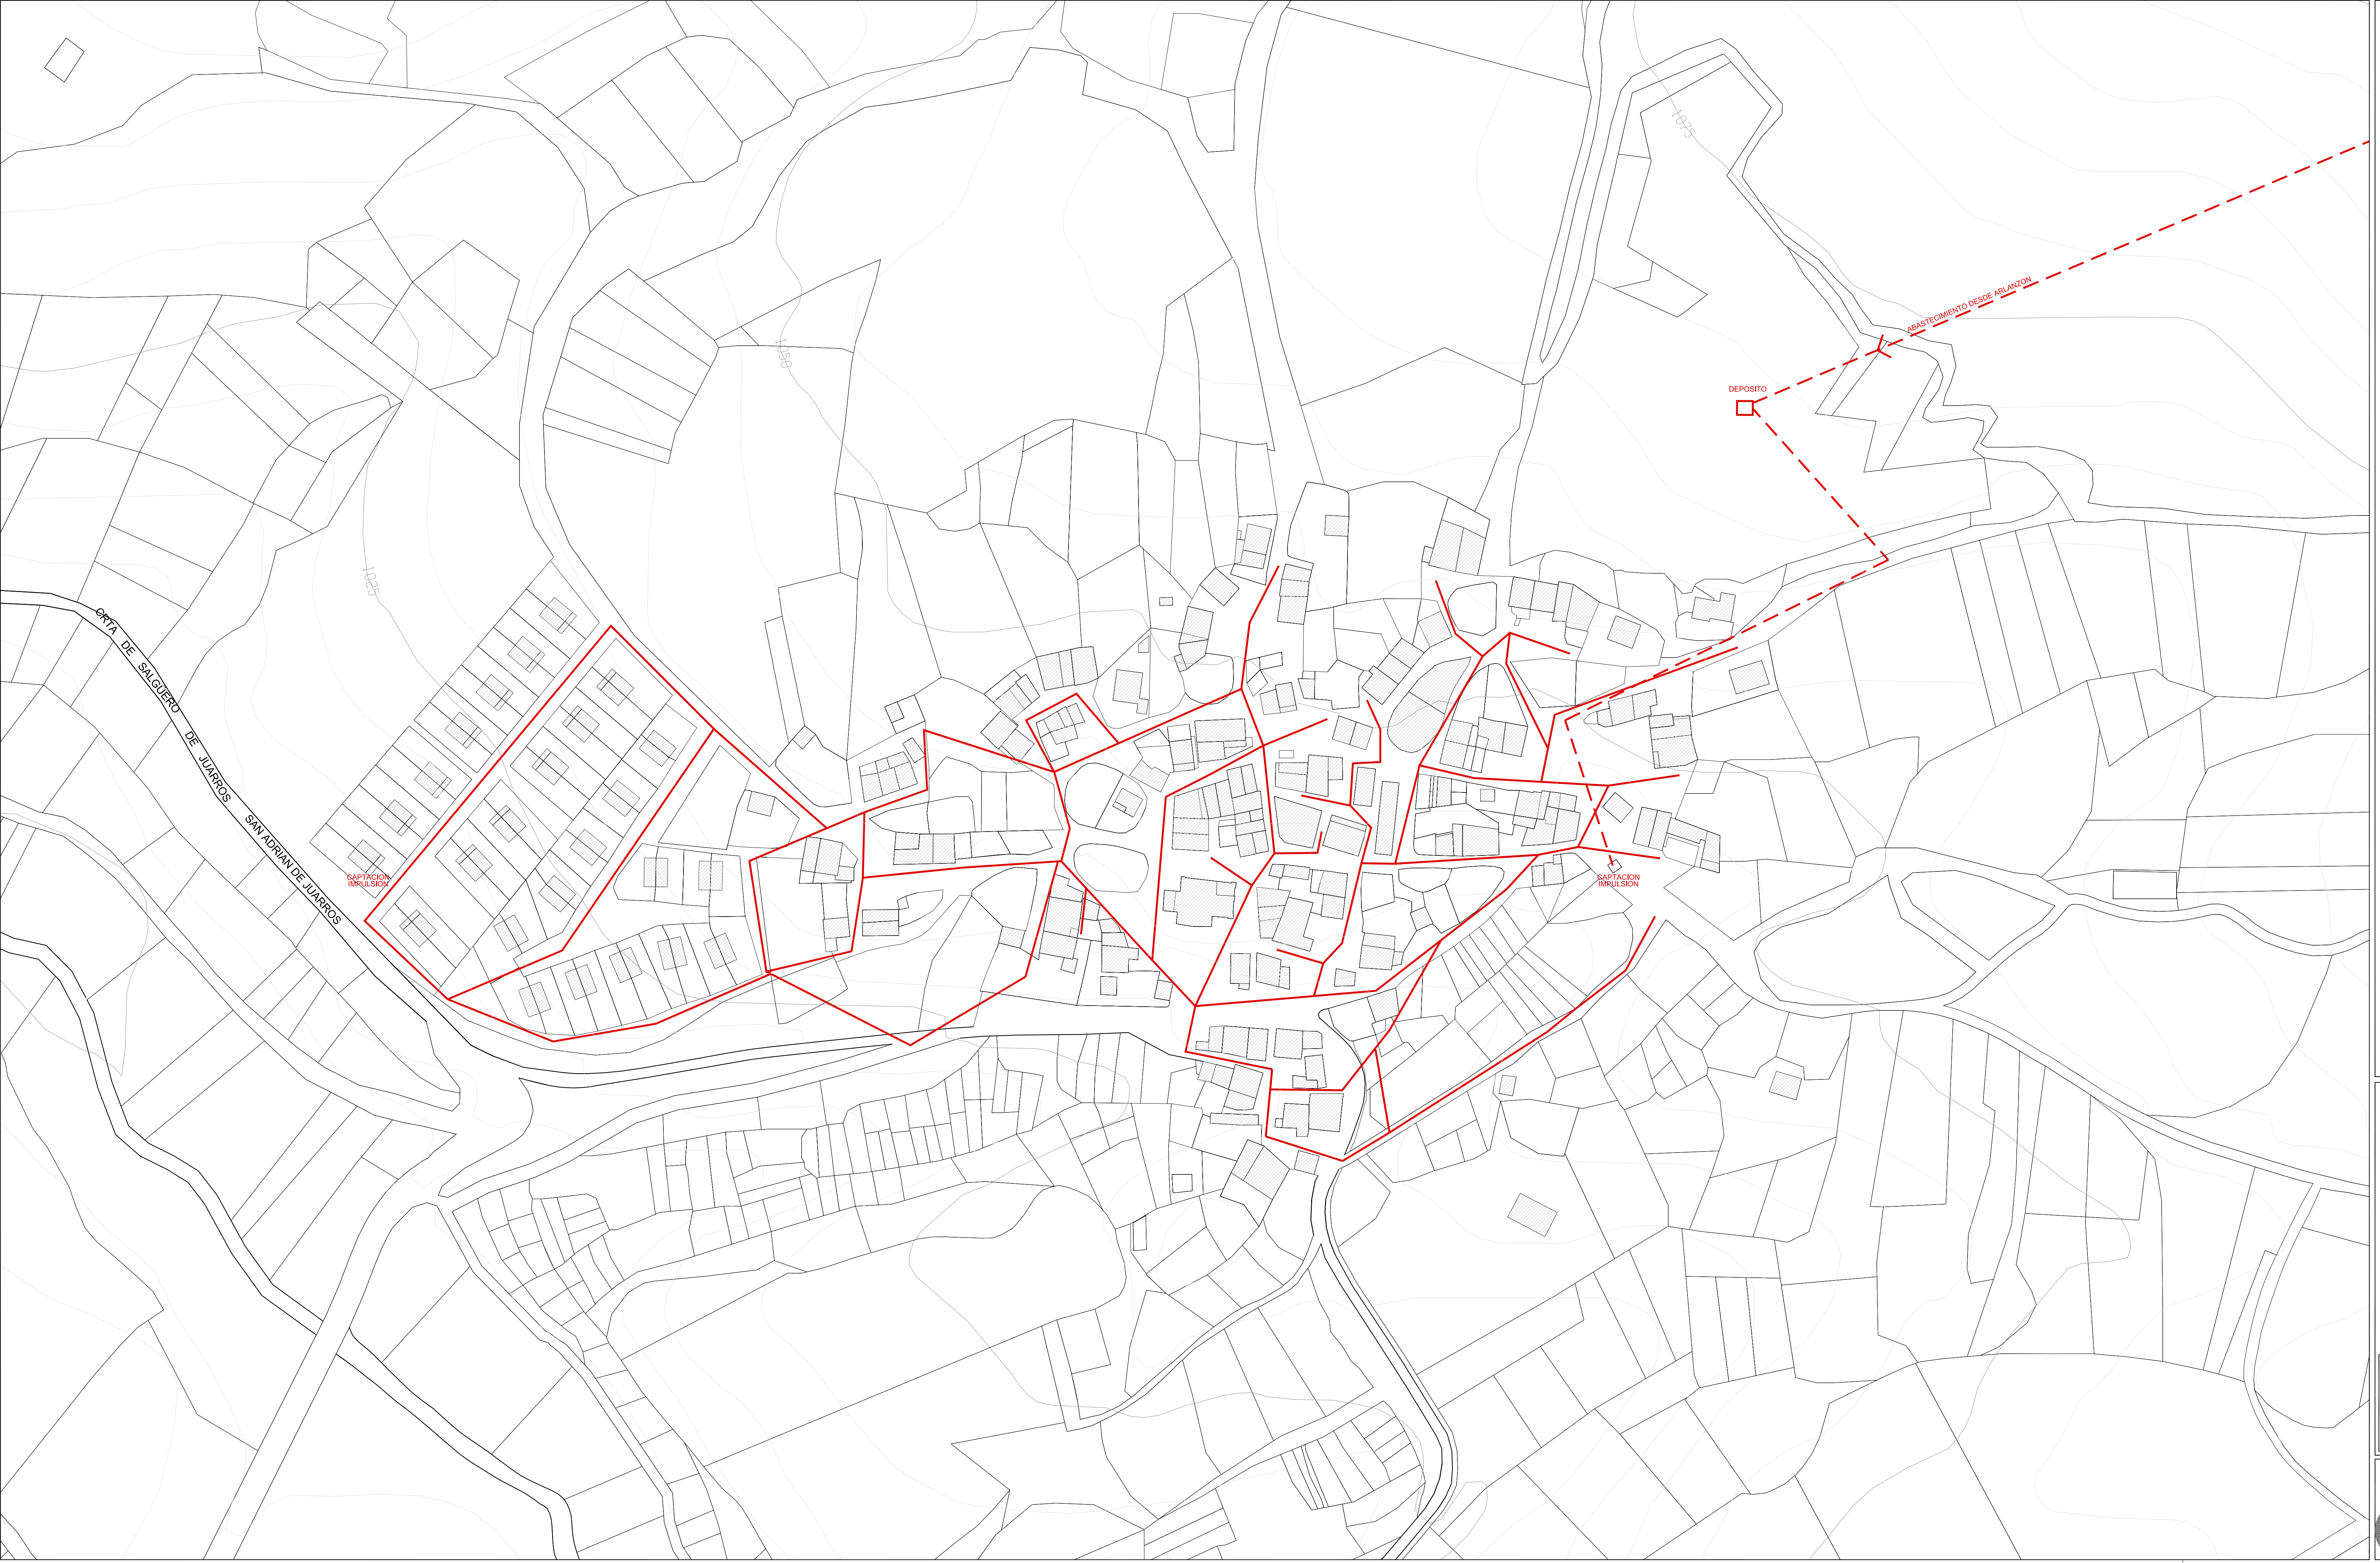 1075
ABASTECIMIENTO DESDE ARLANZON
1050
DEPOSITO
1025
CRTA DE SALGUERO DE JUARROS SAN ADRIAN DE JUARROS
CAPTACION
IMPULSION
CAPTACION
IMPULSION